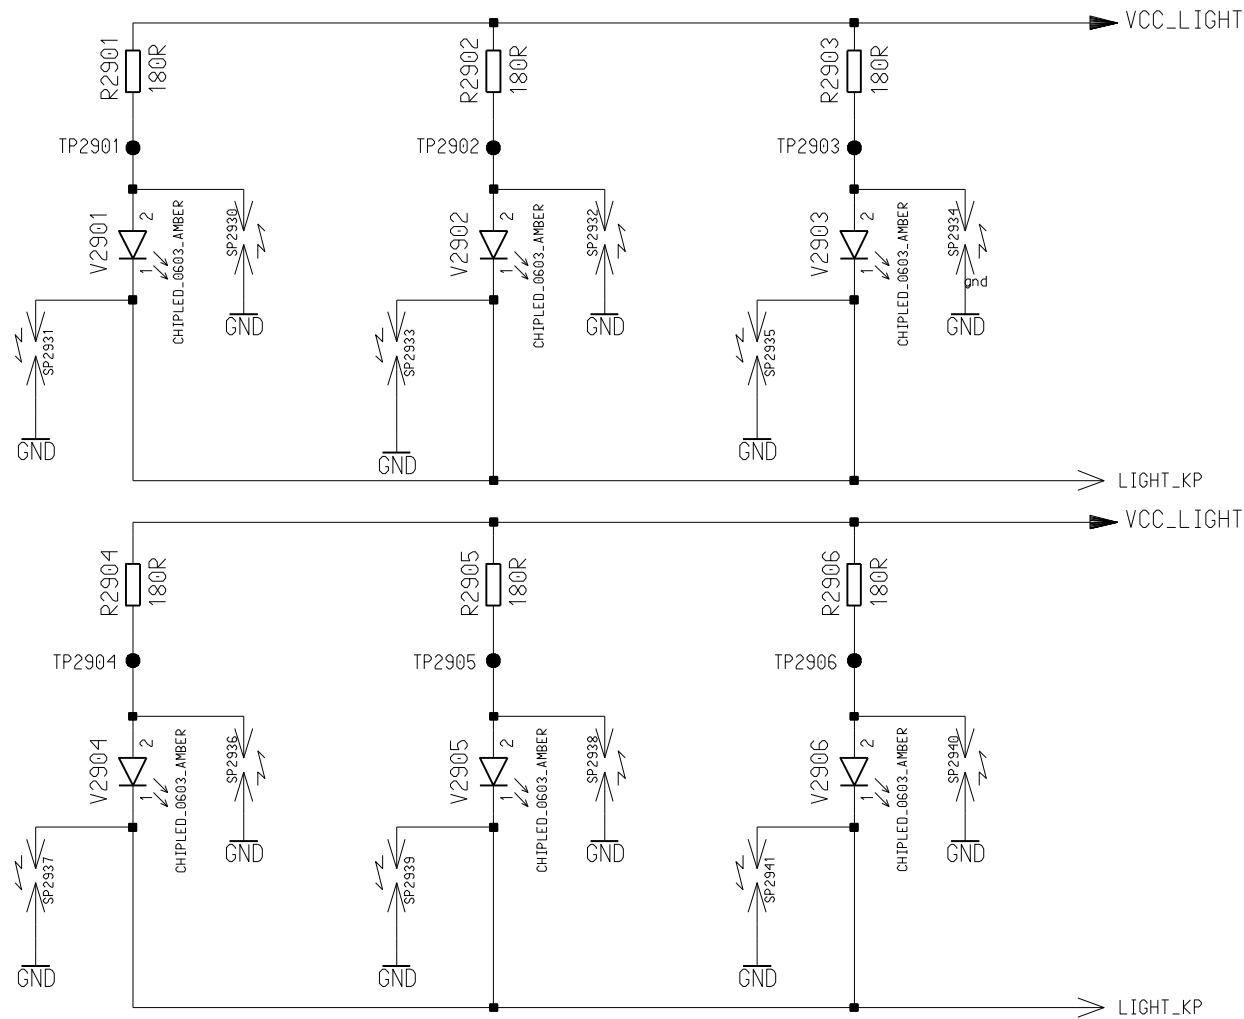 VCC_LIGHT
R2901
180R
R2902
180R
R2903
180R
TP2901
TP2902
TP2903
V2901
2
1
CHIPLED_0603_AMBER
SP2930
V2902
2
1
CHIPLED_0603_AMBER
SP2932
V2903
2
1
CHIPLED_0603_AMBER
SP2934
gnd
GND
GND
GND
SP2931
SP2933
SP2935
GND
GND
GND
LIGHT_KP
VCC_LIGHT
R2904
180R
R2905
180R
R2906
180R
TP2904
TP2905
TP2906
V2904
2
1
CHIPLED_0603_AMBER
SP2936
V2905
2
1
CHIPLED_0603_AMBER
SP2938
V2906
2
1
CHIPLED_0603_AMBER
SP2940
GND
GND
GND
SP2937
SP2939
SP2941
GND
GND
GND
LIGHT_KP